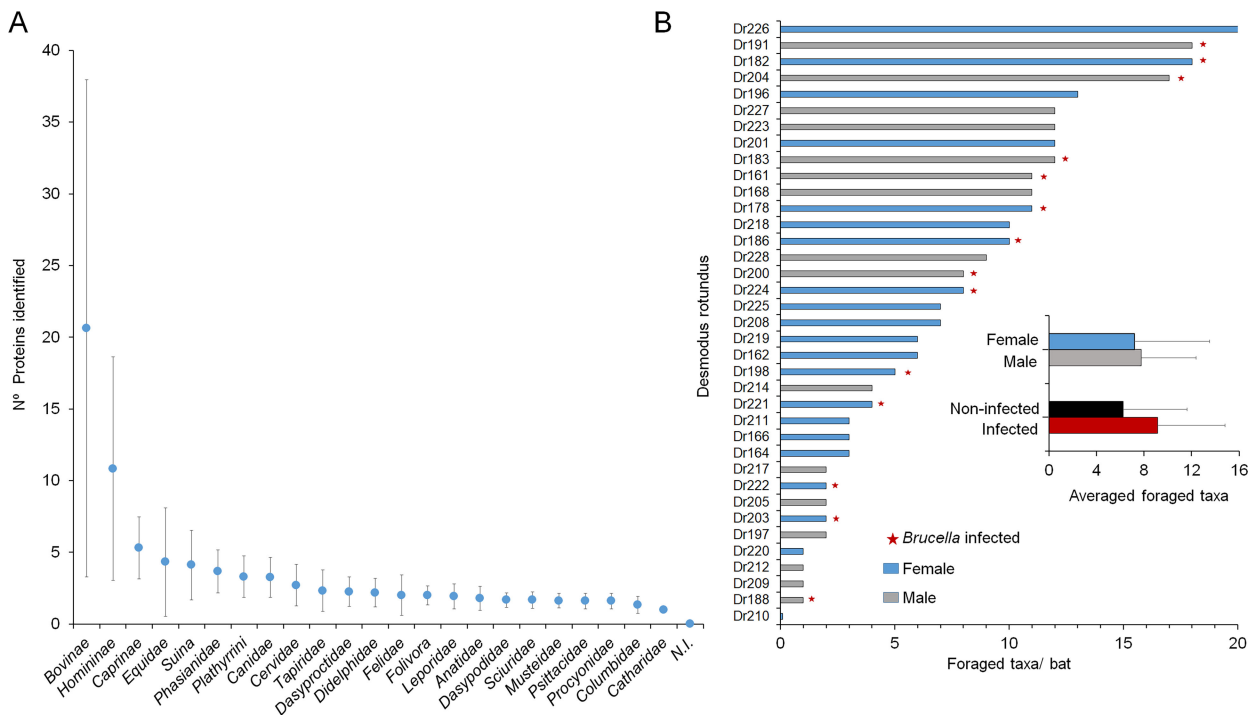 A
40
35
30
25
20
15
10
5
0
Nº Proteins identified
Bovinae
Homininae
Caprinae
Equidae
Suina
Phasianidae
Plathyrrini
Canidae
Cervidae
Tapiridae
Dasyproctidae
Didelphidae
Felidae
Folivora
Leporidae
Anatidae
Dasypodidae
Sciuridae
Musteidae
Psittacidae
Procyonidae
Columbidae
Catharidae
N.I.
B
Desmodus rotundus
Dr226
Dr191
Dr182
Dr204
Dr196
Dr227
Dr223
Dr201
Dr183
Dr161
Dr168
Dr178
Dr218
Dr186
Dr228
Dr200
Dr224
Dr225
Dr208
Dr219
Dr162
Dr198
Dr214
Dr221
Dr211
Dr166
Dr164
Dr217
Dr222
Dr205
Dr203
Dr197
Dr220
Dr212
Dr209
Dr188
Dr210
0 5 10 15 20
Foraged taxa/ bat
Female
Male
Non-infected
Infected
0 4 8 12 16
Averaged foraged taxa
Brucella infected
Female
Male